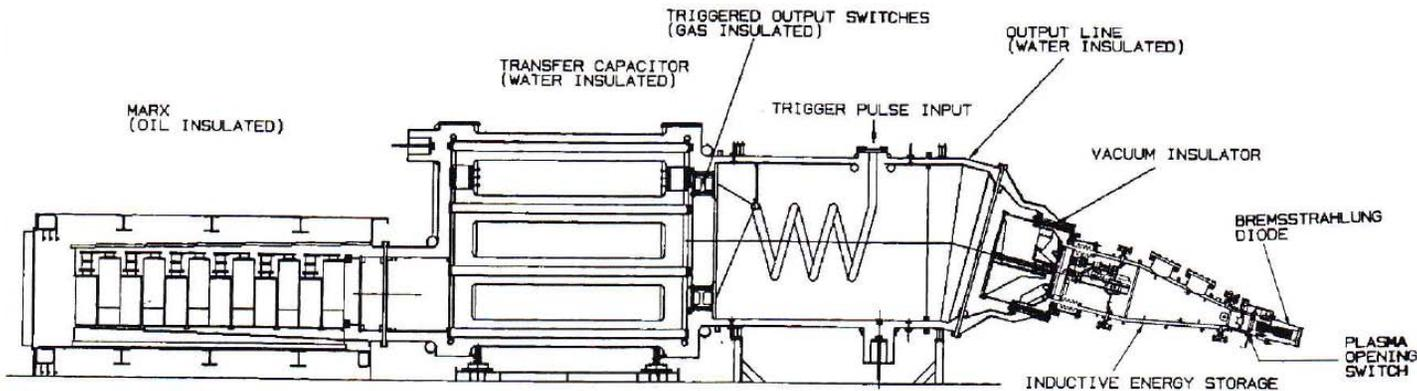 TRIGGERED OUTPUT SWITCHES
(GAS INSULATED)
OUTPUT LINE
(WATER INSULATED)
TRANSFER CAPACITOR
(WATER INSULATED)
MARX
(OIL INSULATED)
TRIGGER PULSE INPUT
VACUUM INSULATOR
BREMSSTRAHLUNG
DIODE
PLASMA
OPENING
SWITCH
INDUCTIVE ENERGY STORAGE